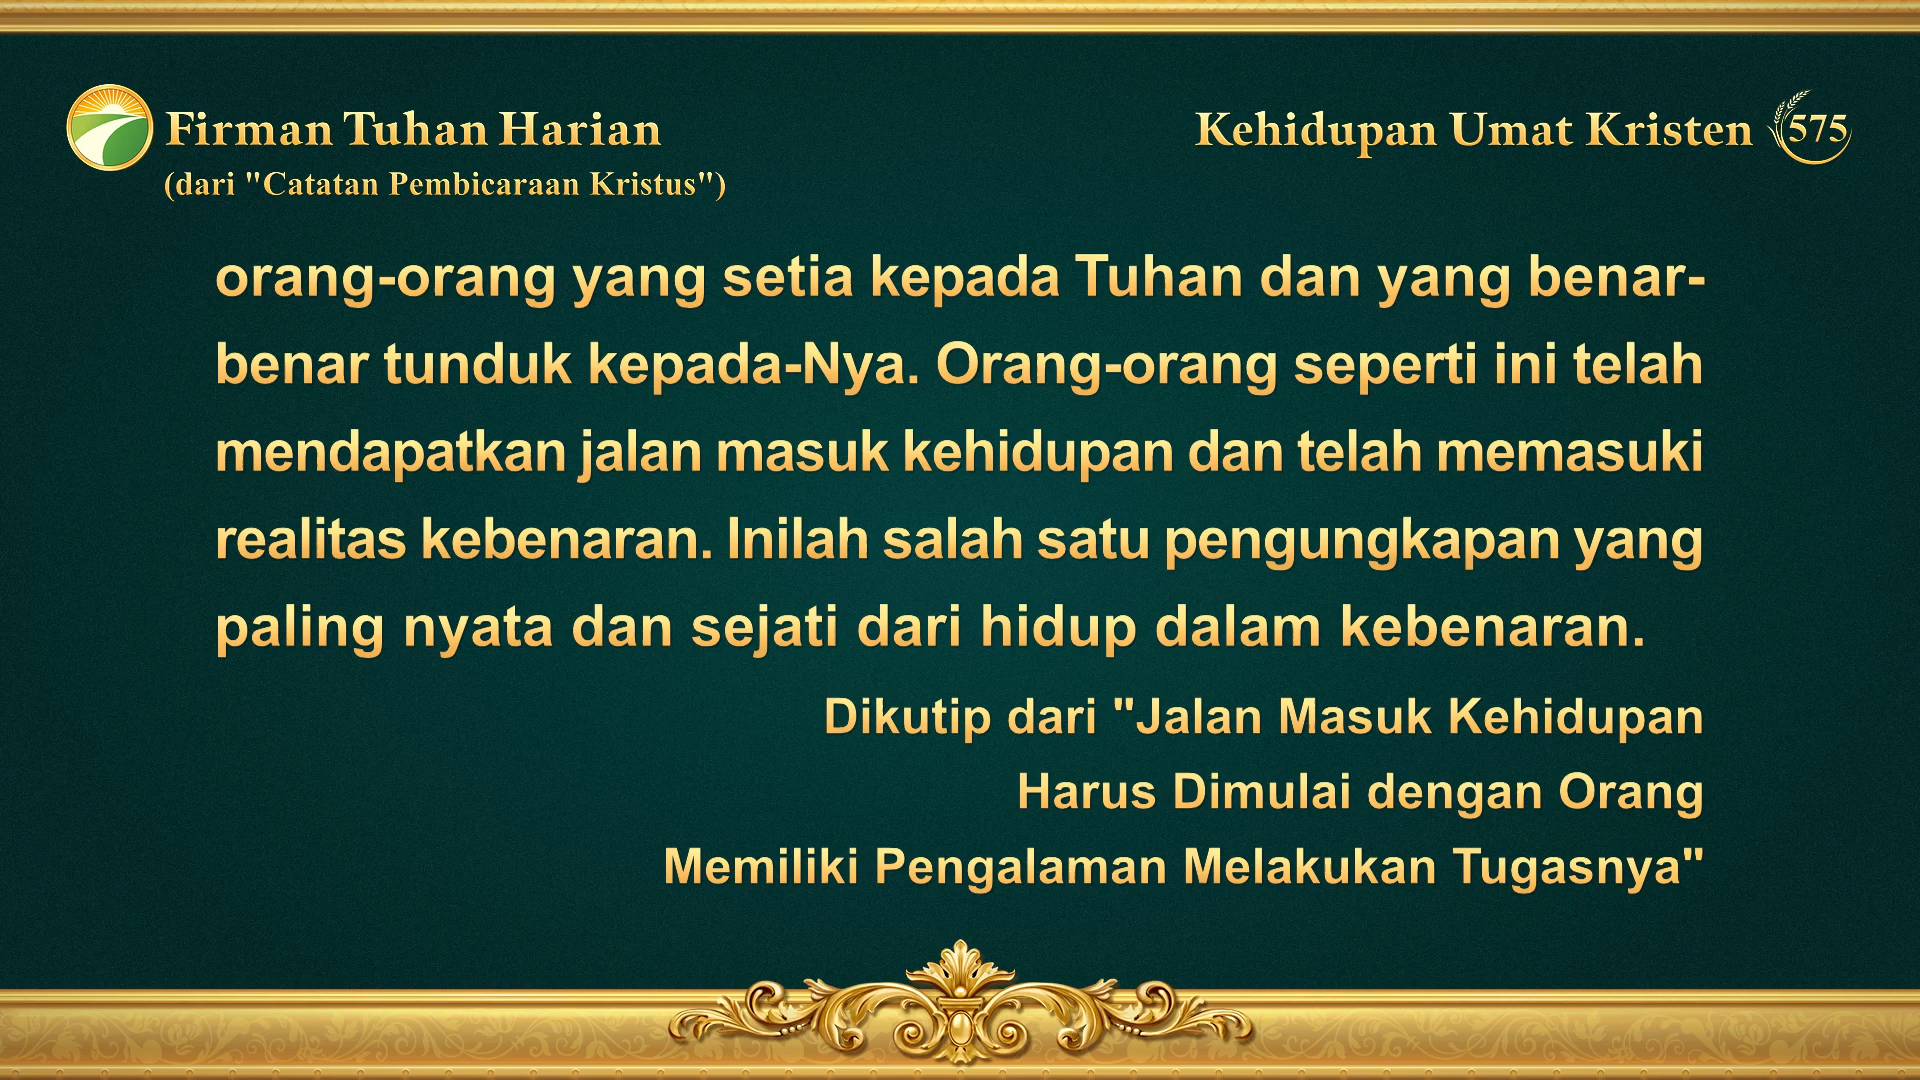 Firman Tuhan Harian
(dari "Catatan Pembicaraan Kristus")
Kehidupan Umat Kristen 575
orang-orang yang setia kepada Tuhan dan yang benar-
benar tunduk kepada-Nya. Orang-orang seperti ini telah
mendapatkan jalan masuk kehidupan dan telah memasuki
realitas kebenaran. Inilah salah satu pengungkapan yang
paling nyata dan sejati dari hidup dalam kebenaran.
Dikutip dari "Jalan Masuk Kehidupan
Harus Dimulai dengan Orang
Memiliki Pengalaman Melakukan Tugasnya"